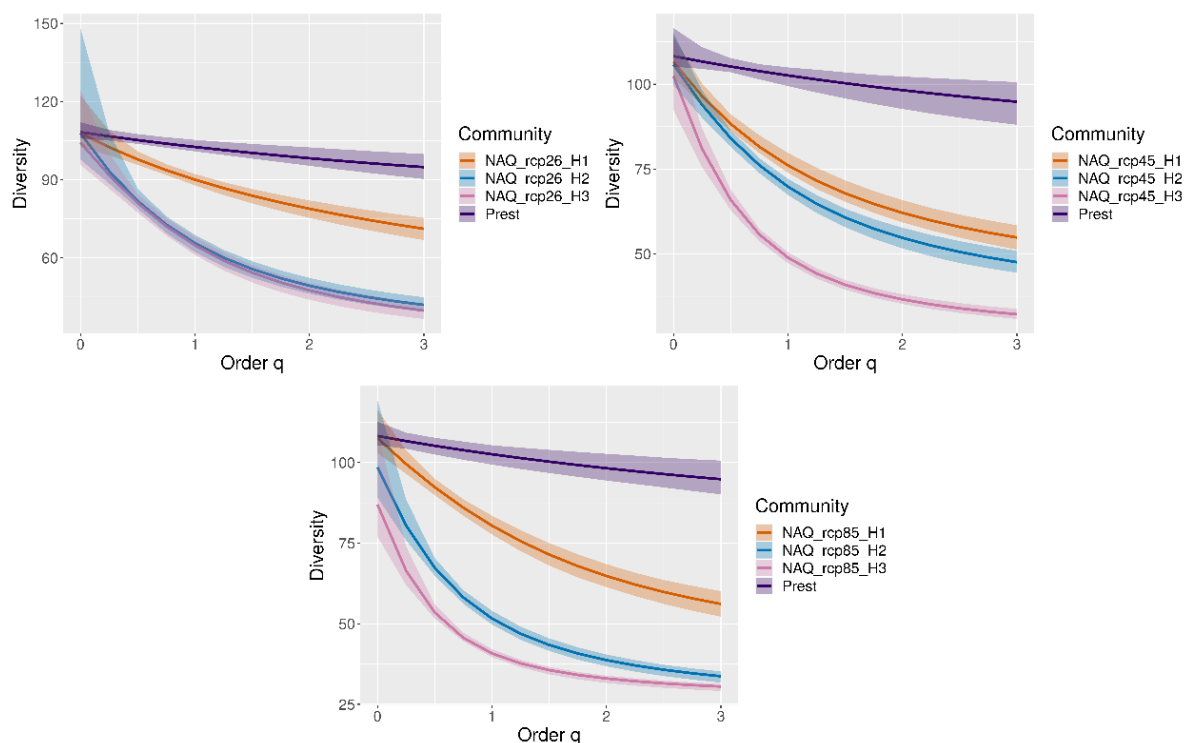 150
120
90
60
Diversity
0
1
2
3
Order q
Community
NAQ_rcp26_H1
NAQ_rcp26_H2
NAQ_rcp26_H3
Prest
100
75
50
Diversity
0
1
2
3
Order q
Community
NAQ_rcp45_H1
NAQ_rcp45_H2
NAQ_rcp45_H3
Prest
100
75
50
25
Diversity
0
1
2
3
Order q
Community
NAQ_rcp85_H1
NAQ_rcp85_H2
NAQ_rcp85_H3
Prest